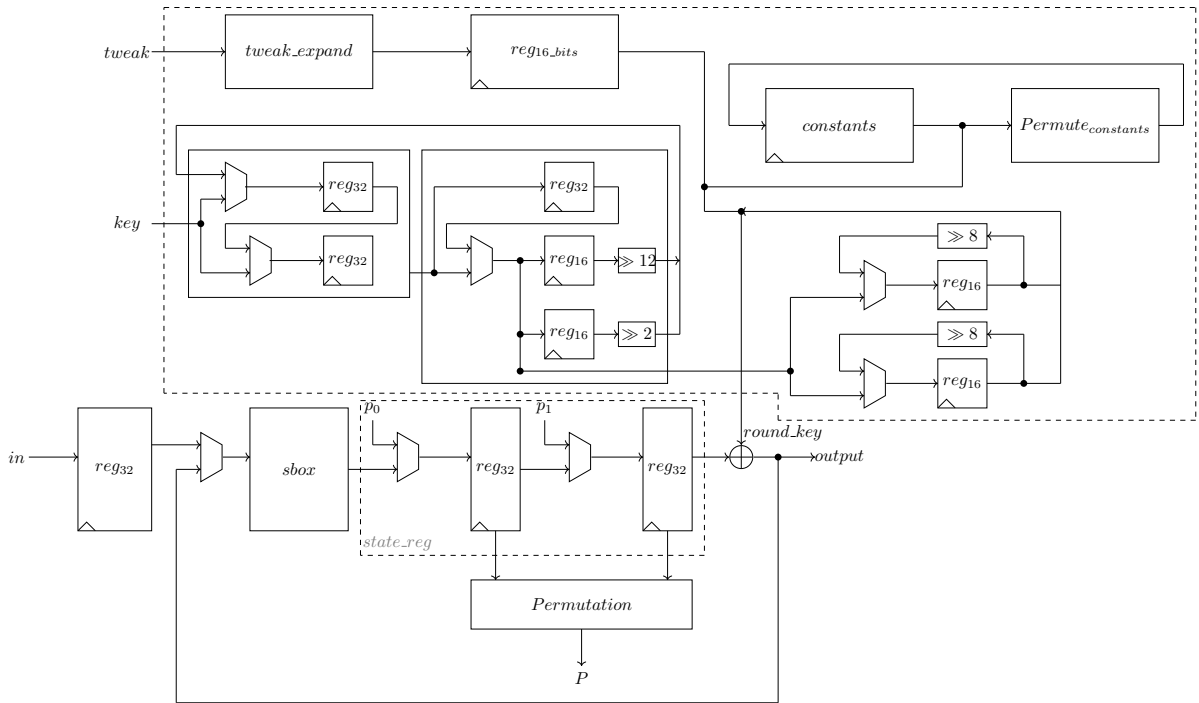 tweak
tweak_expand
reg16_bits
constants
Permuteconstants
reg32
reg32
key
≫ 8
reg32
reg32
reg16
≫ 12
reg16
≫ 8
reg16
≫ 2
reg16
p0
p1
round_key
in
reg32
sbox
reg32
reg32
output
state_reg
Permutation
P